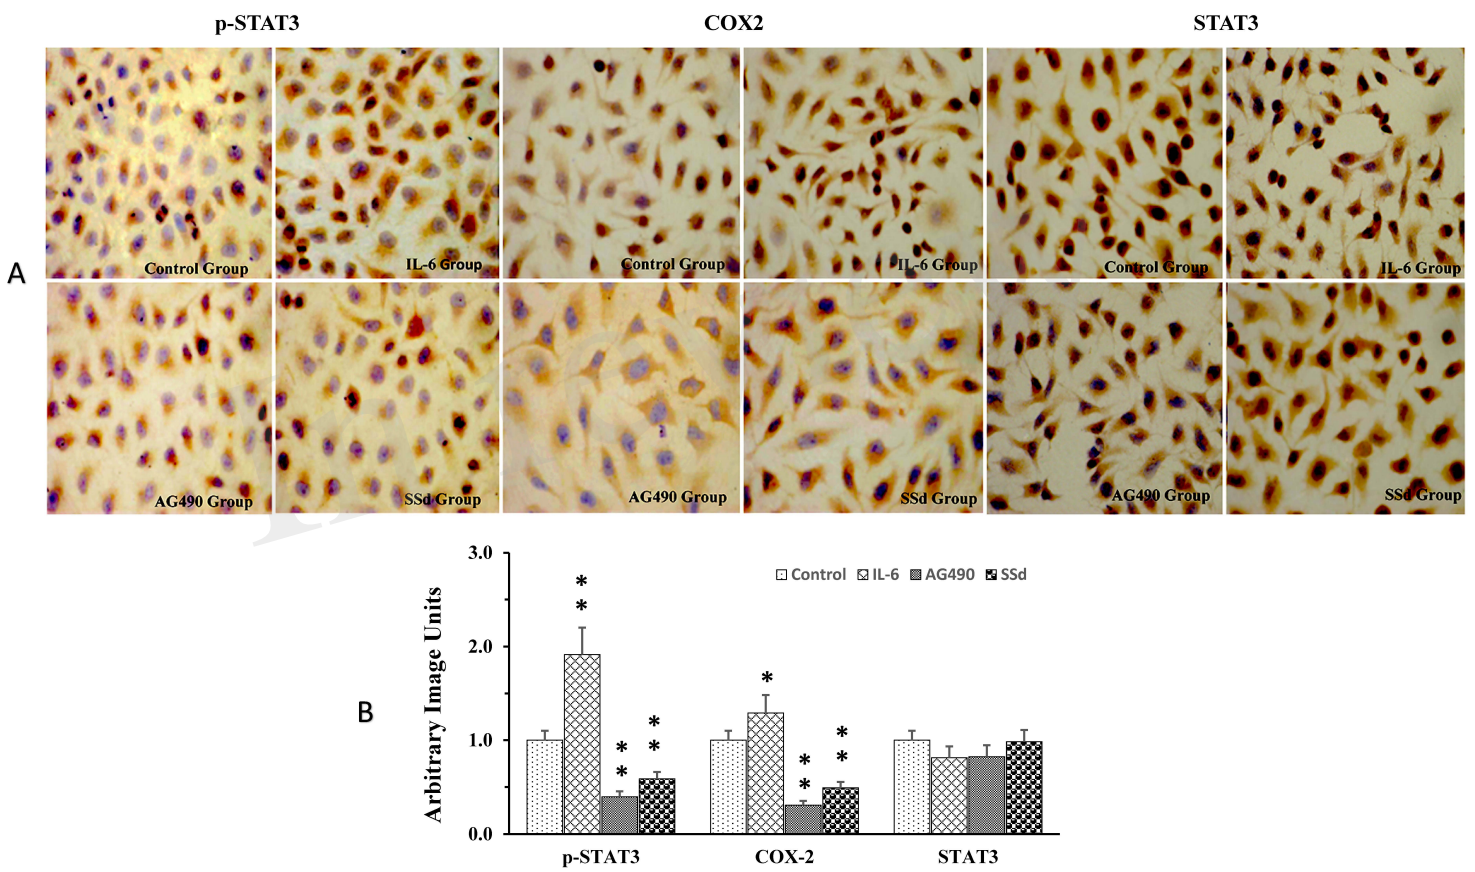 p-STAT3 COX2 STAT3
A
Control Group IL-6 Group Control Group IL-6 Group Control Group IL-6 Group
AG490 Group SSd Group AG490 Group SSd Group AG490 Group SSd Group
B
Arbitrary Image Units
3.0
2.0
1.0
0.0
Control IL-6 AG490 SSd
* * * * * * * * * * *
p-STAT3 COX-2 STAT3